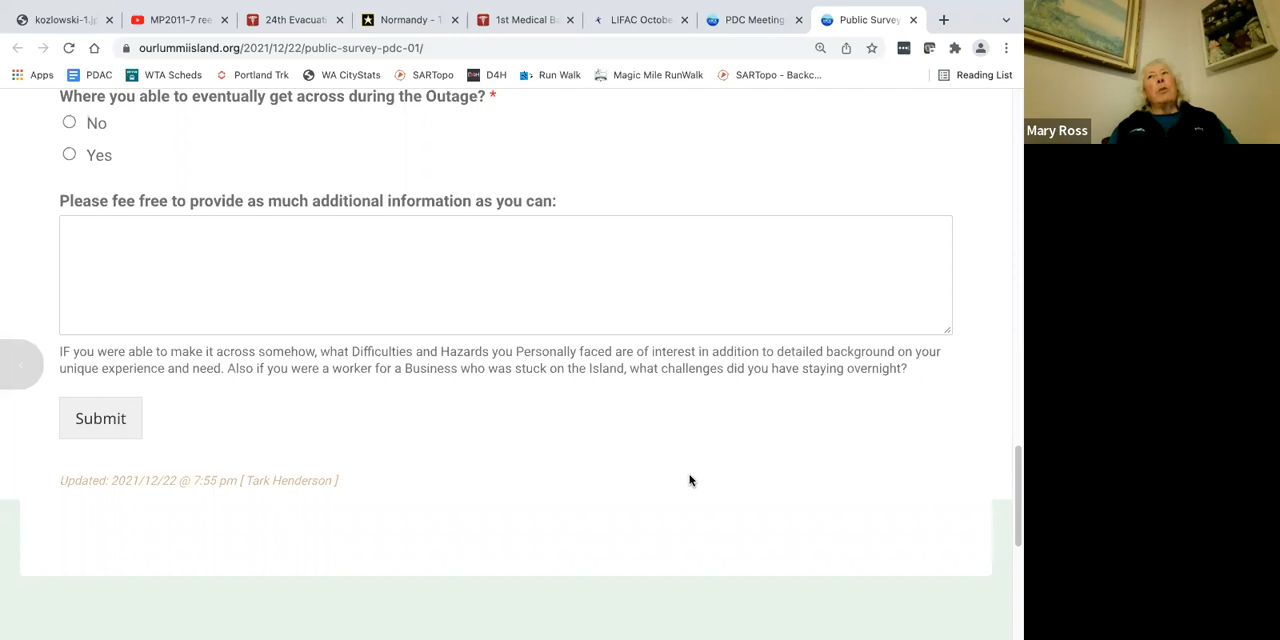 kozlowski-1.j
MP2011-7 ree
24th Evacuati
Normandy - T
1st Medical Ba
LIFAC Octobe
PDC Meeting
Public Survey
ourlummiisland.org/2021/12/22/public-survey-pdc-01/
Apps
PDAC
WTA Scheds
Portland Trk
WA CityStats
SARTopo
D4H
Run Walk
Magic Mile RunWalk
SARTopo - Backc...
Reading List
Mary Ross
Where you able to eventually get across during the Outage? *
No
Yes
Please fee free to provide as much additional information as you can:
IF you were able to make it across somehow, what Difficulties and Hazards you Personally faced are of interest in addition to detailed background on your
unique experience and need. Also if you were a worker for a Business who was stuck on the Island, what challenges did you have staying overnight?
Submit
Updated: 2021/12/22 @ 7:55 pm [ Tark Henderson ]